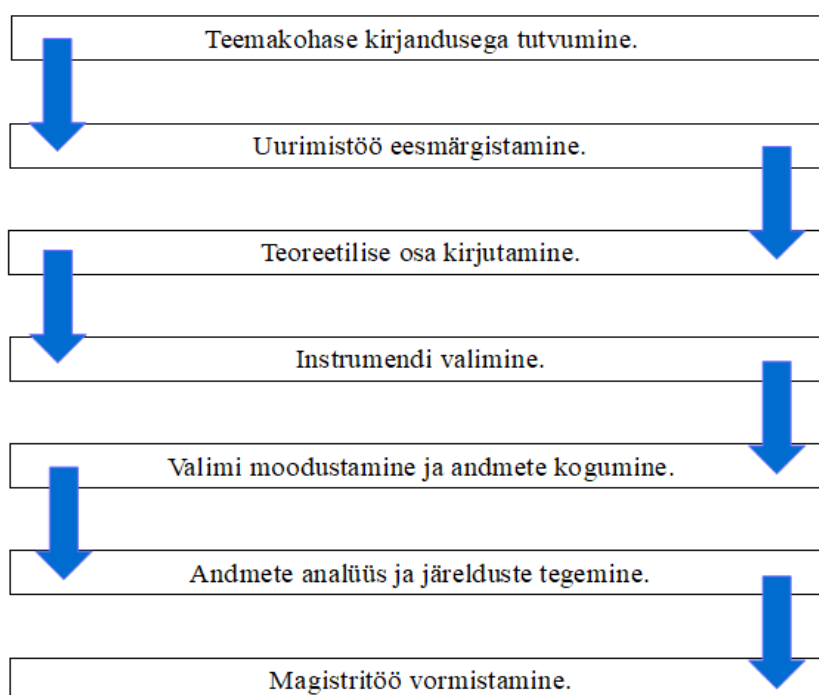 Teemakohase kirjandusega tutvumine.
Uurimistöö eesmärgistamine.
Teoreetilise osa kirjutamine.
Instrumendi valimine.
Valimi moodustamine ja andmete kogumine.
Andmete analüüs ja järelduste tegemine.
Magistritöö vormistamine.